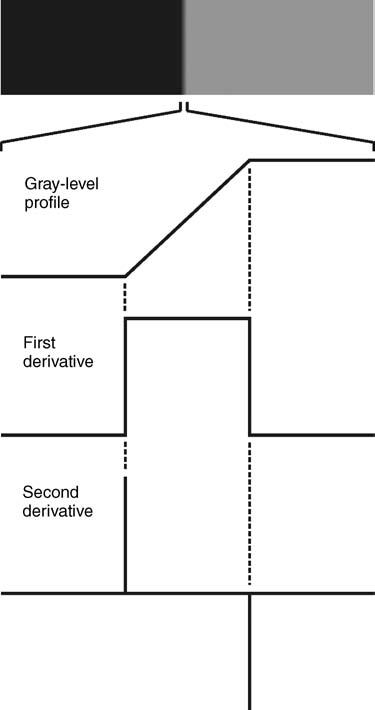 Gray-level
profile
First
derivative
Second
derivative